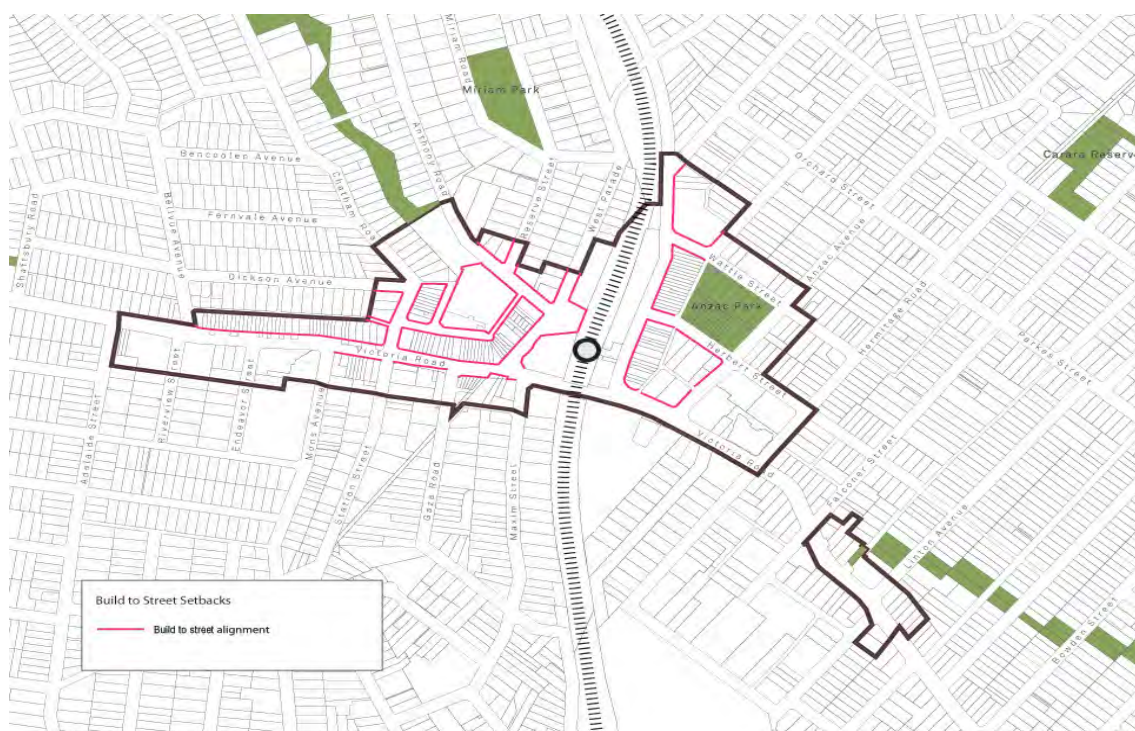 Miriam Road
Miriam Park
Bencoolen Avenue
Anthony Road
Chatham Roa
Orchard Street
Carara Reserve
Shaftsbury Road
Bellvue Avenue
Fernvale Avenue
Reserve Street
West Parade
Anzac Avenue
Dickson Avenue
Wattle Street
Anzac Park
Hermitage Road
Parkes Street
Victoria Road
Herbert Street
Riverview Street
Endeavor Street
Adelaide Street
Mons Avenue
Station Street
Gaza Road
Maxim Street
Victoria Road
Falconer Street
Linton Avenue
Bowden Street
Build to Street Setbacks
Build to street alignment